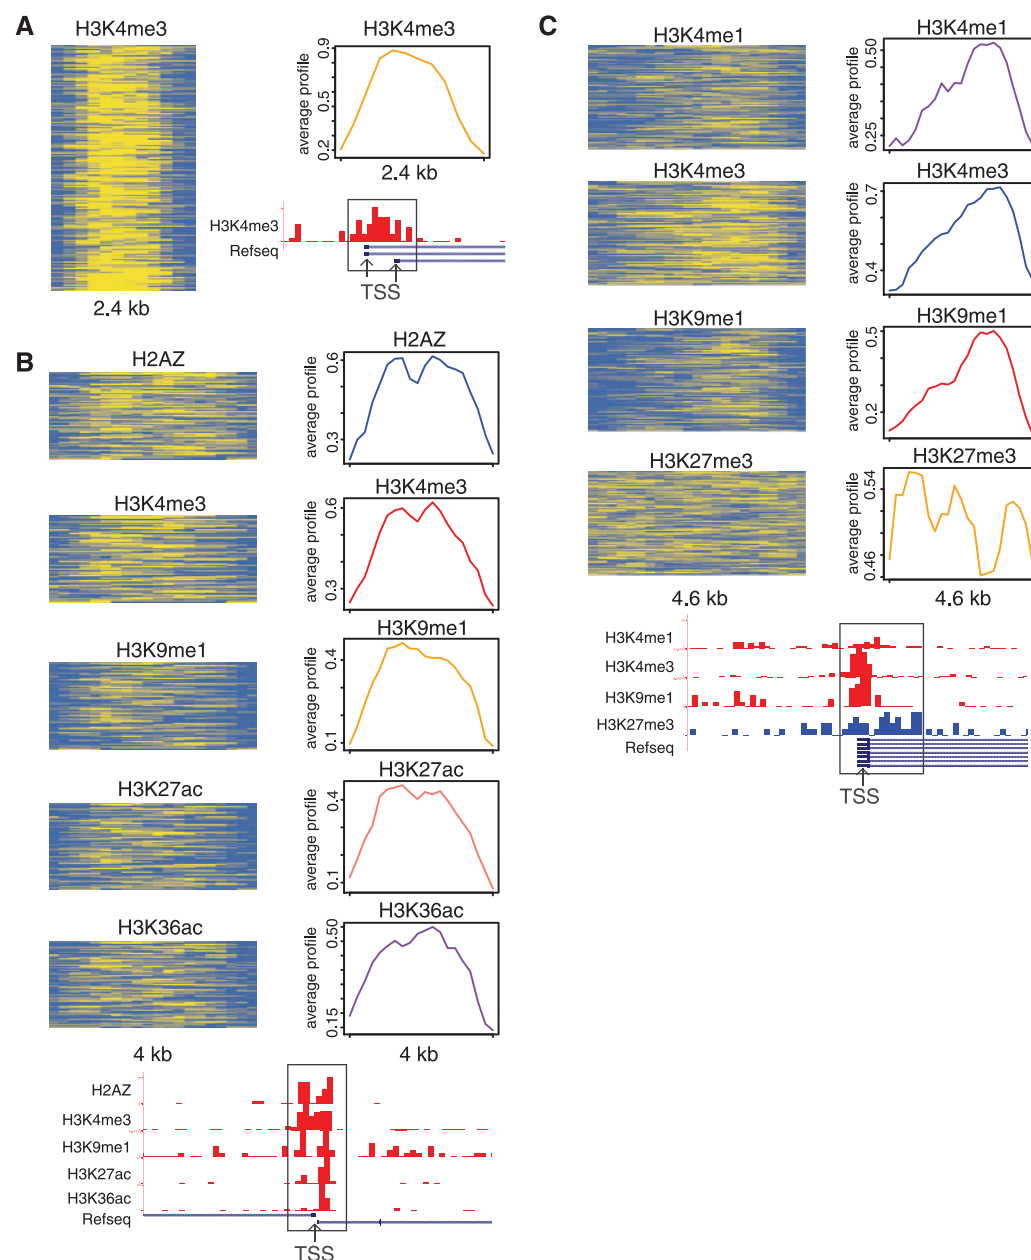 A
H3K4me3
2.4 kb
H3K4me3
average profile
0.9
0.5
0.2
2.4 kb
H3K4me3
Refseq
TSS
B
H2AZ
average profile
0.6
0.3
H3K4me3
average profile
0.6
0.3
H3K9me1
H3K9me1
average profile
0.4
0.1
H3K4me3
H3K27ac
H3K27ac
average profile
0.4
0.1
H3K36ac
H3K36ac
average profile
0.50
0.15
4 kb
4 kb
H2AZ
H2AZ
H3K4me3
H3K9me1
H3K27ac
H3K36ac
Refseq
TSS
C
H3K4me1
H3K4me1
average profile
0.50
0.25
H3K4me3
H3K4me3
average profile
0.7
0.4
H3K9me1
H3K9me1
average profile
0.5
0.2
H3K27me3
H3K27me3
average profile
0.54
0.46
4.6 kb
4.6 kb
H3K4me1
H3K4me3
H3K9me1
H3K27me3
Refseq
TSS